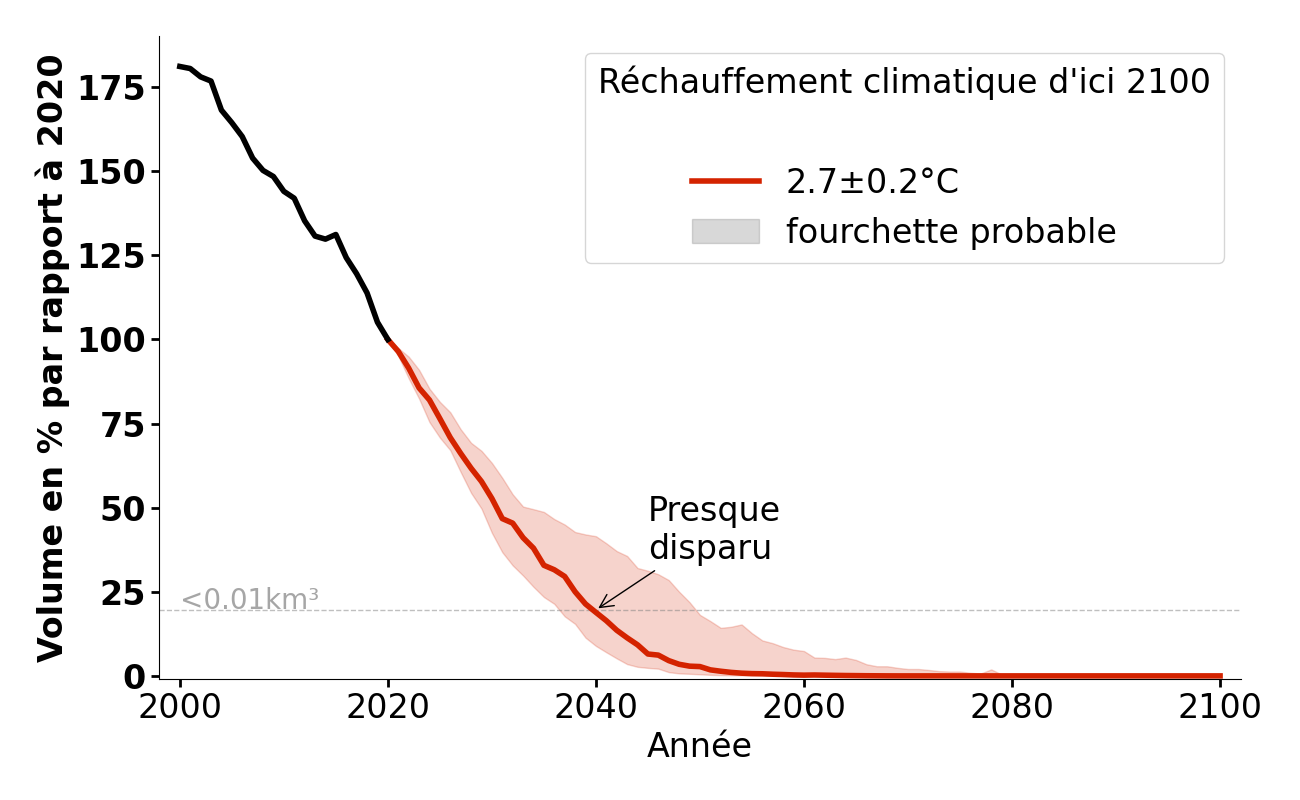 Volume en % par rapport à 2020
175
150
125
100
75
50
25
0
Réchauffement climatique d'ici 2100
2.7±0.2°C
fourchette probable
Presque
disparu
<0.01km³
2000 2020 2040 2060 2080 2100
Année